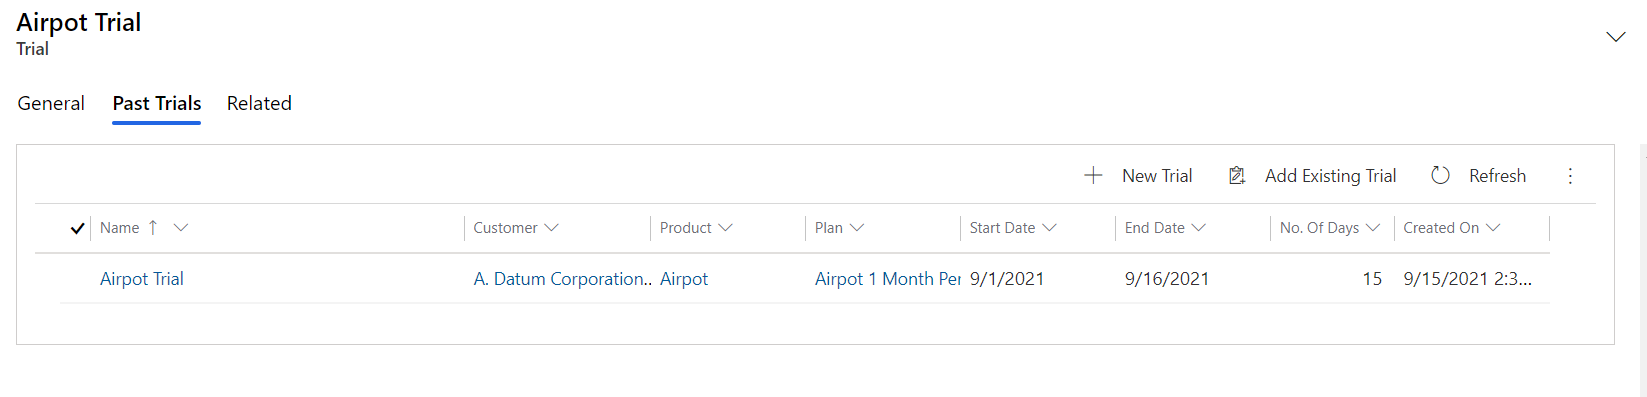 Airpot Trial
Trial
General Past Trials Related
New Trial Add Existing Trial Refresh
Name Customer Product Plan Start Date End Date No. Of Days Created On
Airpot Trial A. Datum Corporation... Airpot Airpot 1 Month Per 9/1/2021 9/16/2021 15 9/15/2021 2:3...